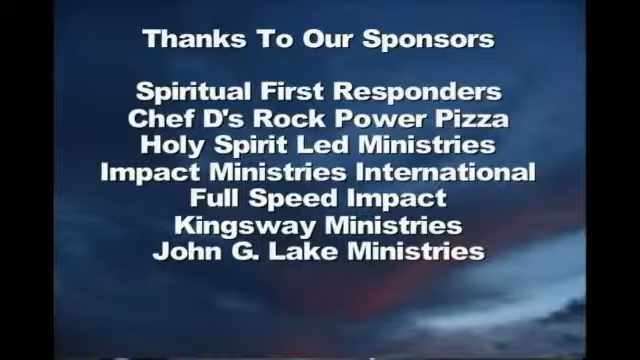 Thanks To Our Sponsors
Spiritual First Responders
Chef D's Rock Power Pizza
Holy Spirit Led Ministries
Impact Ministries International
Full Speed Impact
Kingsway Ministries
John G. Lake Ministries